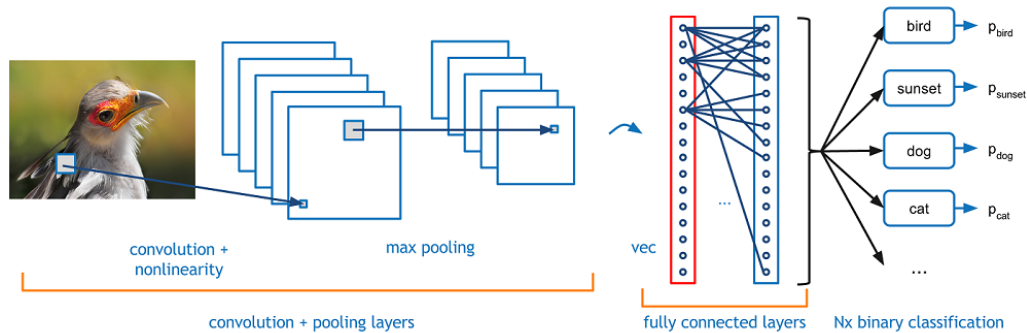 bird
p_bird
sunset
p_sunset
dog
p_dog
cat
p_cat
...
...
convolution +
nonlinearity
max pooling
vec
convolution + pooling layers
fully connected layers
Nx binary classification